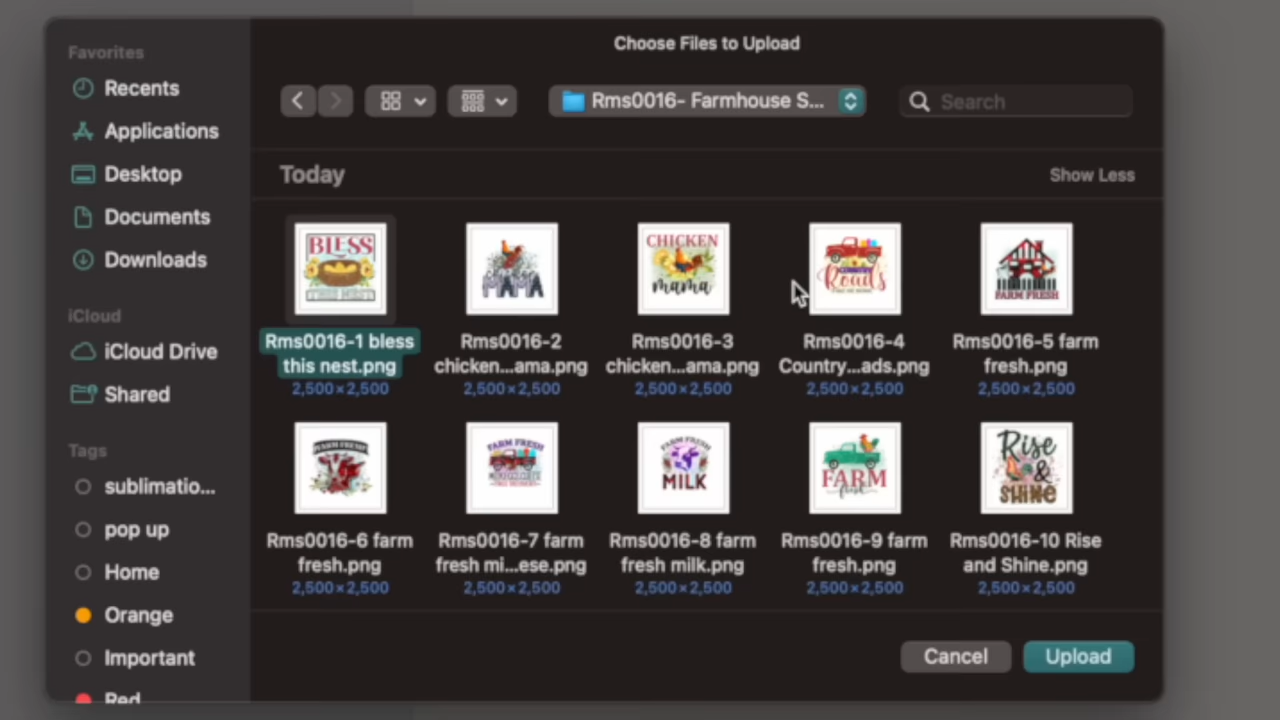 Choose Files to Upload
Favorites
Recents
Applications
Desktop
Documents
Downloads
iCloud
iCloud Drive
Shared
Tags
sublimatio...
pop up
Home
Orange
Important
Red
Rms0016- Farmhouse S...
Search
Today
Show Less
BLESS
MAMA
CHICKEN
mama
COUNTRY
Roads
FARM FRESH
Rms0016-1 bless
this nest.png
2,500×2,500
Rms0016-2
chicken...ama.png
2,500×2,500
Rms0016-3
chicken...ama.png
2,500×2,500
Rms0016-4
Country...ads.png
2,500×2,500
Rms0016-5 farm
fresh.png
2,500×2,500
FARM FRESH
FARM FRESH
FARM FRESH
MILK
FARM
fresh
Rise
&
SHINE
Rms0016-6 farm
fresh.png
2,500×2,500
Rms0016-7 farm
fresh mi...ese.png
2,500×2,500
Rms0016-8 farm
fresh milk.png
2,500×2,500
Rms0016-9 farm
fresh.png
2,500×2,500
Rms0016-10 Rise
and Shine.png
2,500×2,500
Cancel
Upload